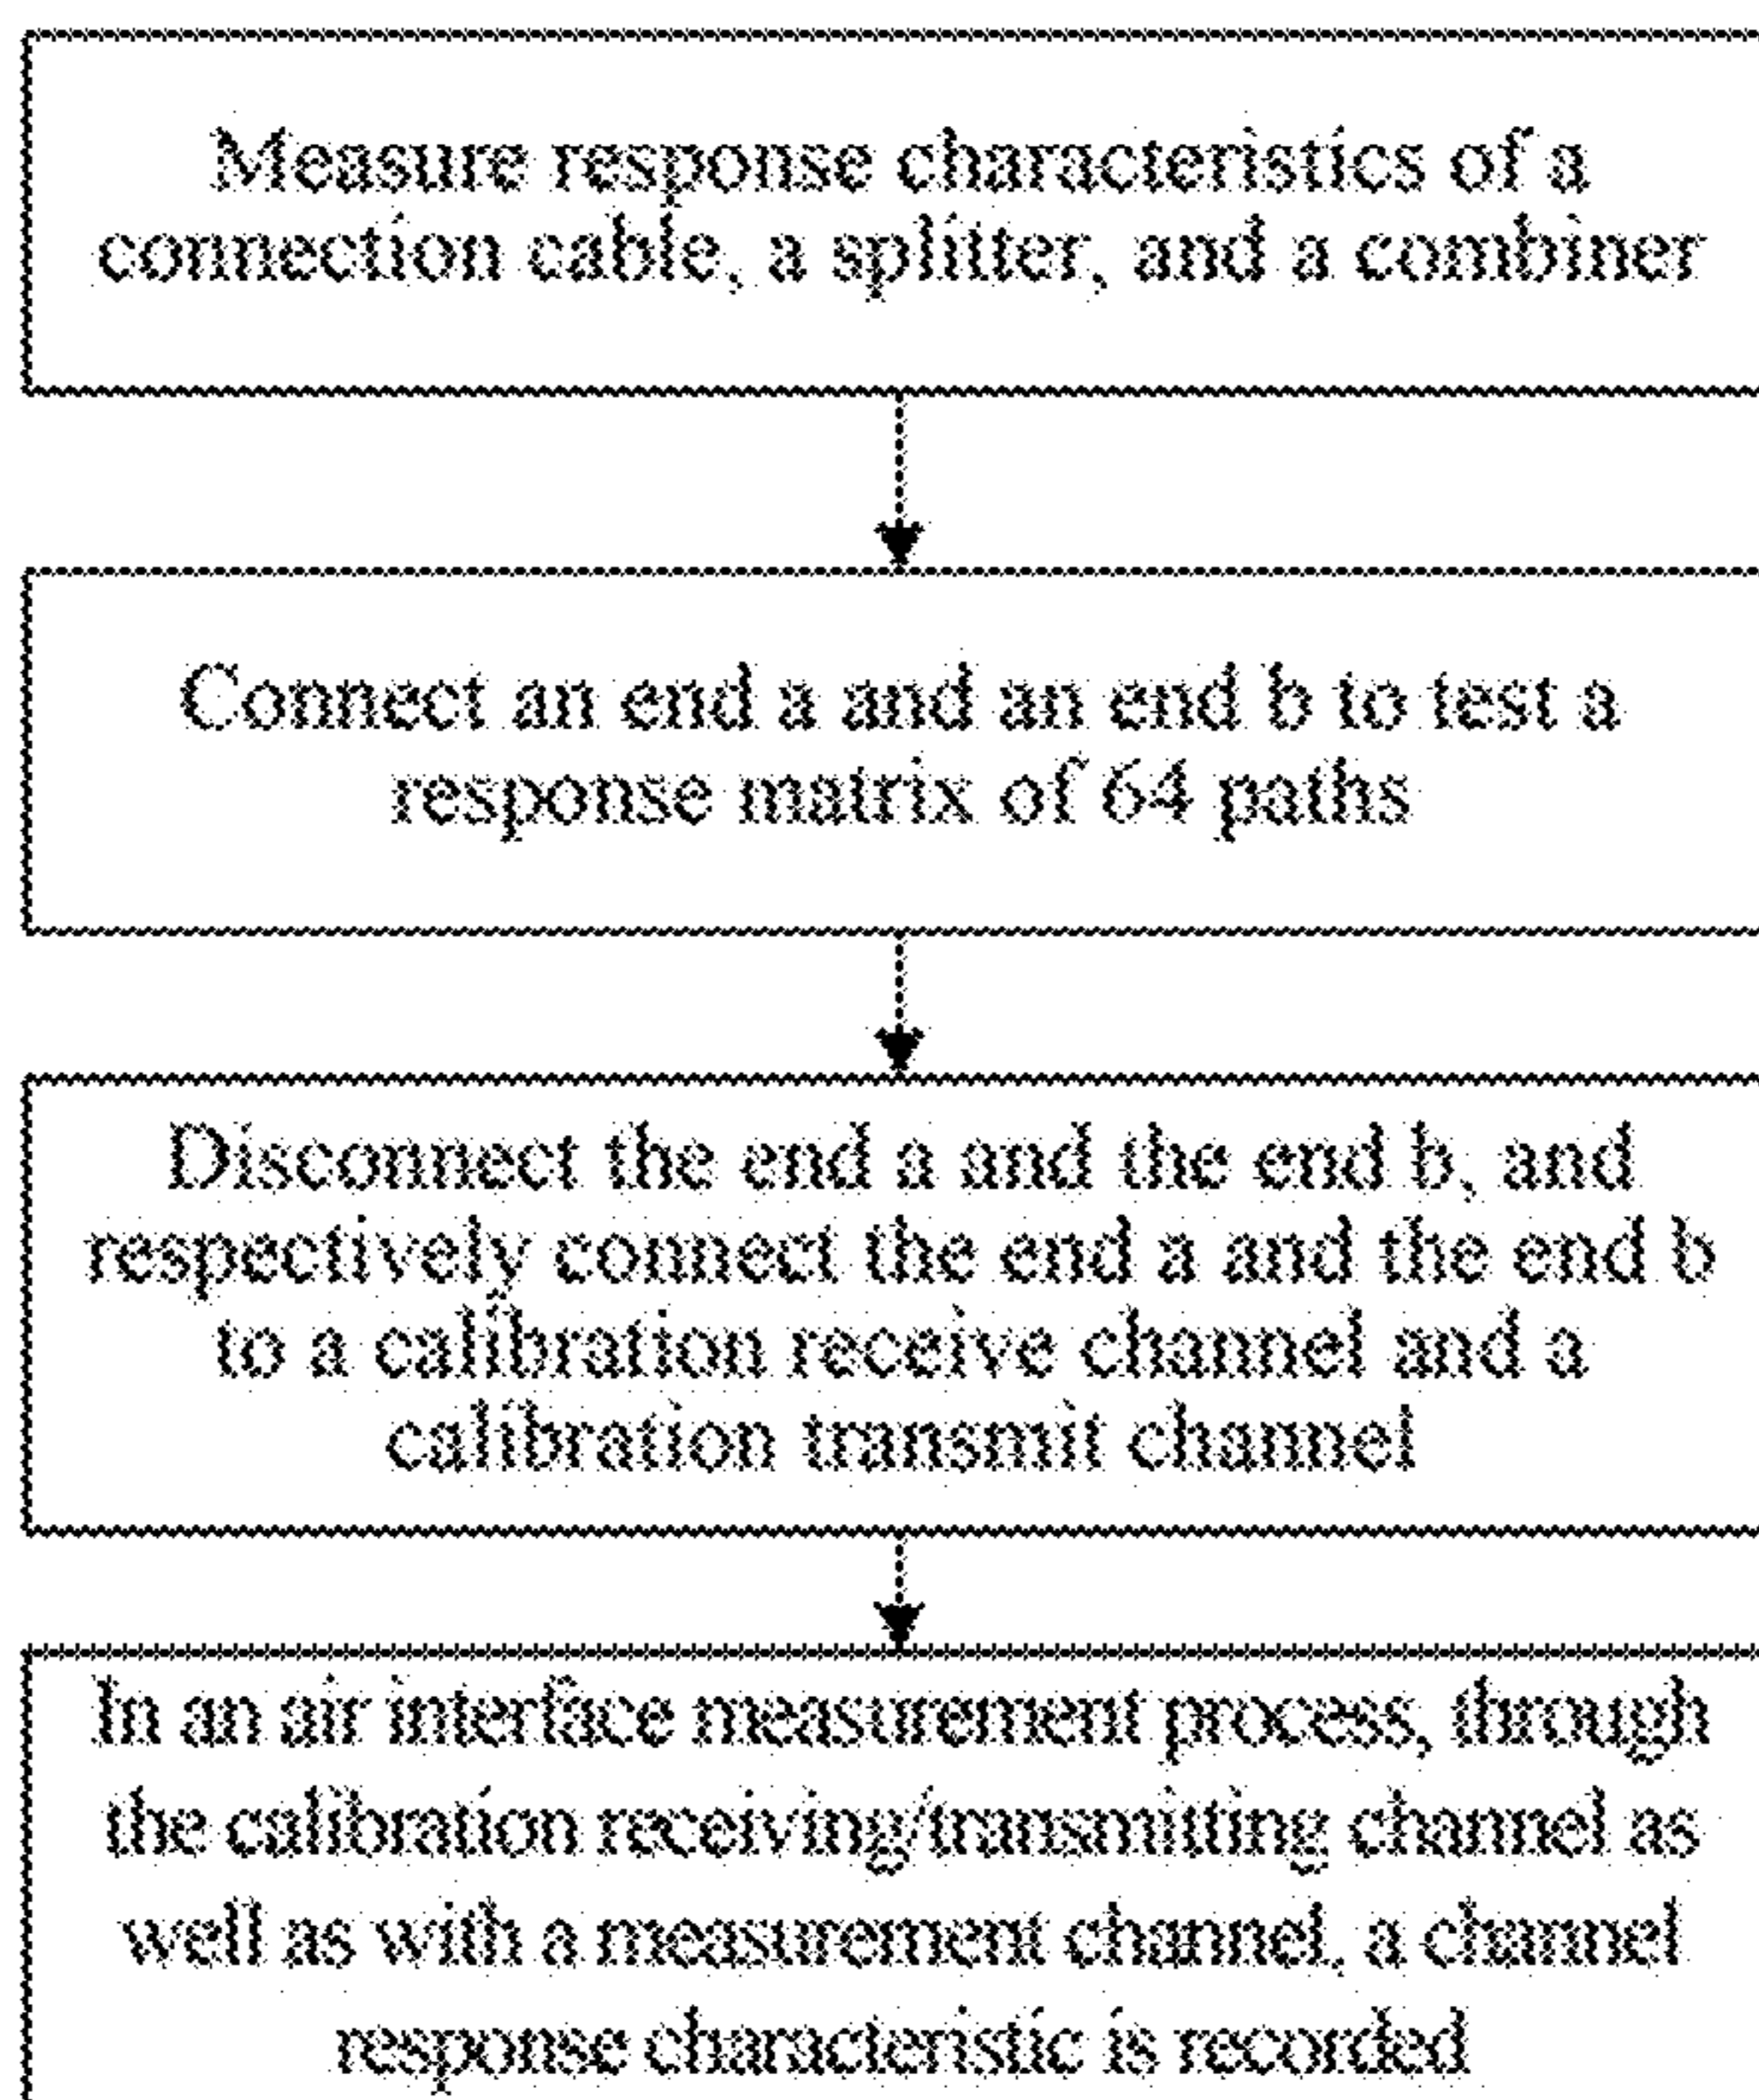 Measure response characteristics of a
connection cable, a splitter, and a combiner
Connect an end a and an end b to test a
response matrix of 64 paths
Disconnect the end a and the end b, and
respectively connect the end a and the end b
to a calibration receive channel and a
calibration transmit channel
In an air interface measurement process, through
the calibration receiving/transmitting channel as
well as with a measurement channel, a channel
response characteristic is recorded